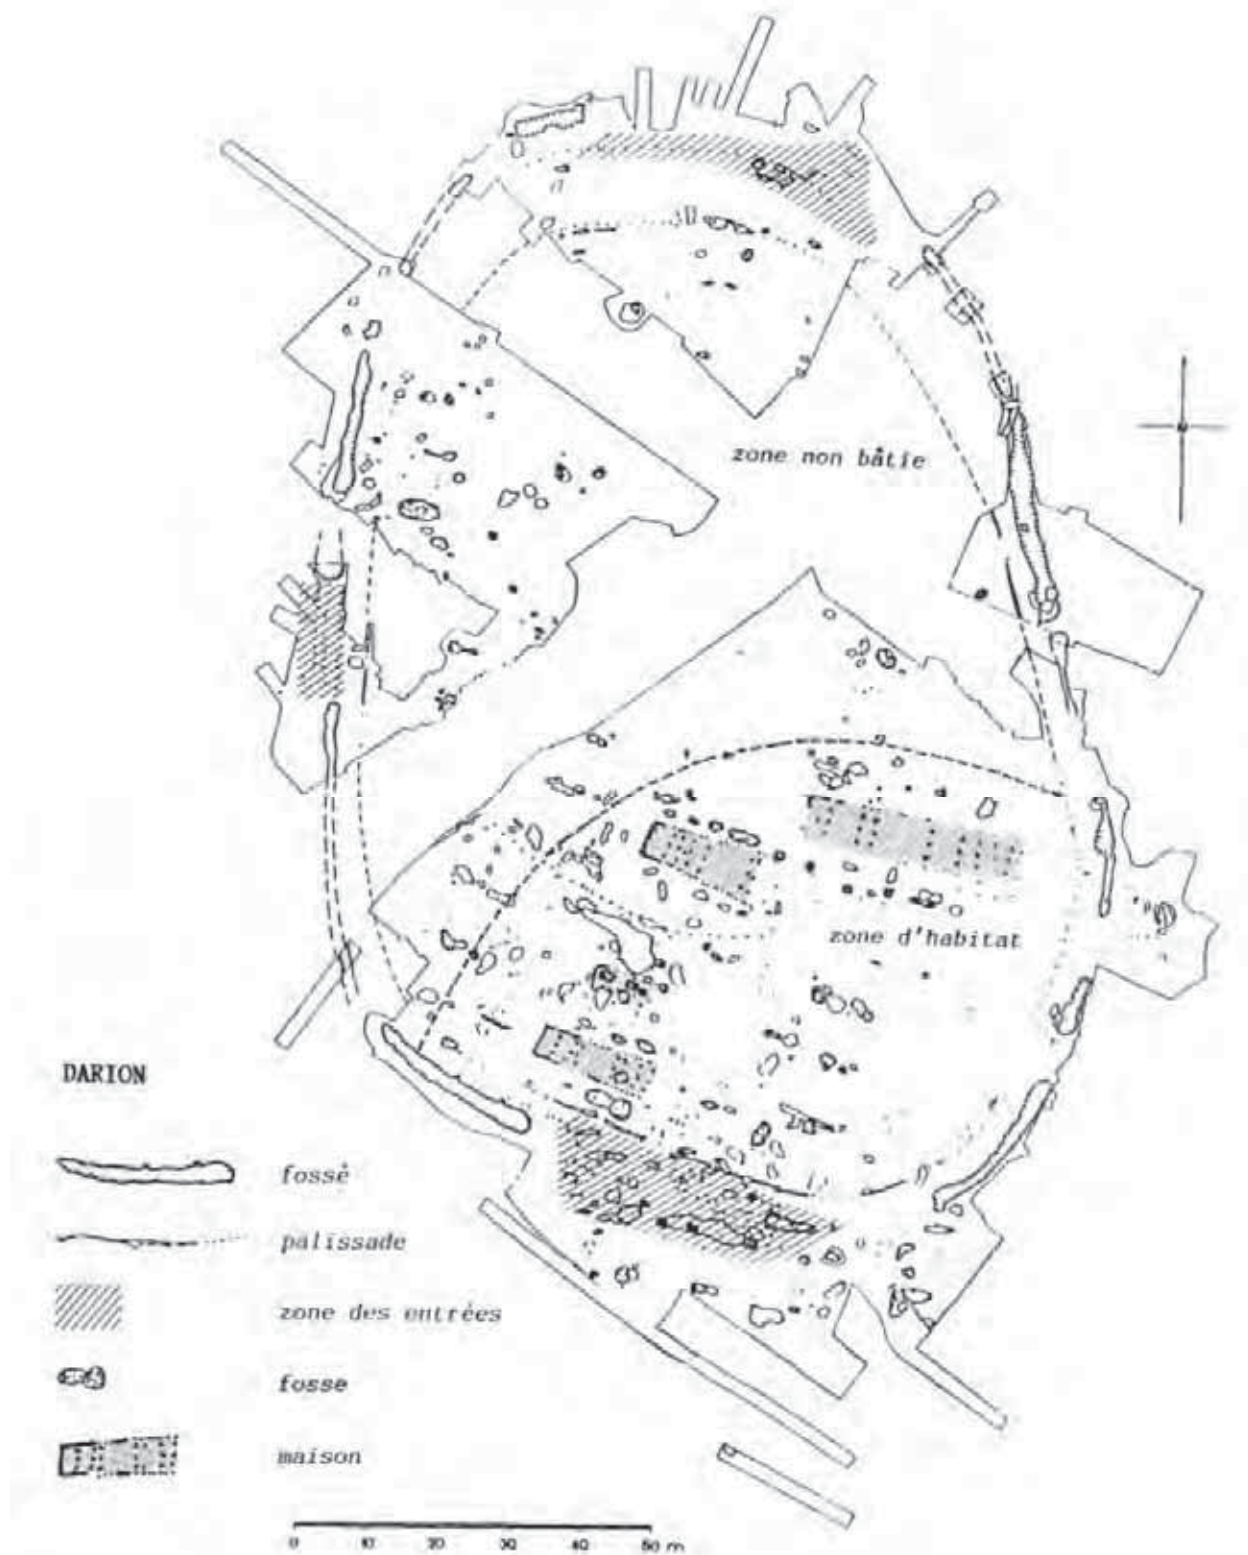 zone non bâtie
zone d'habitat
DARION
fossé
palissade
zone des entrées
fosse
maison
0 10 20 30 40 50 m